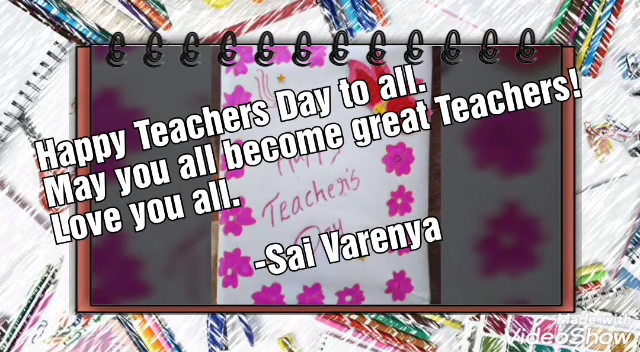 Happy Teachers Day to all.
May you all become great Teachers!
Love you all.
-Sai Varenya
Happy
Teacher's
Day
Made with
VideoShow